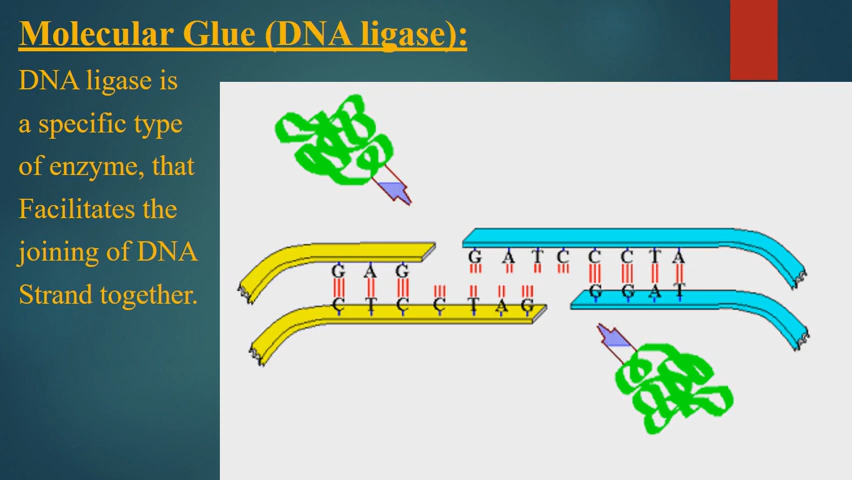 Molecular Glue (DNA ligase):
DNA ligase is
a specific type
of enzyme, that
Facilitates the
joining of DNA
Strand together.
G A T C C C T A
G A G
G G A T
C T C C T A G